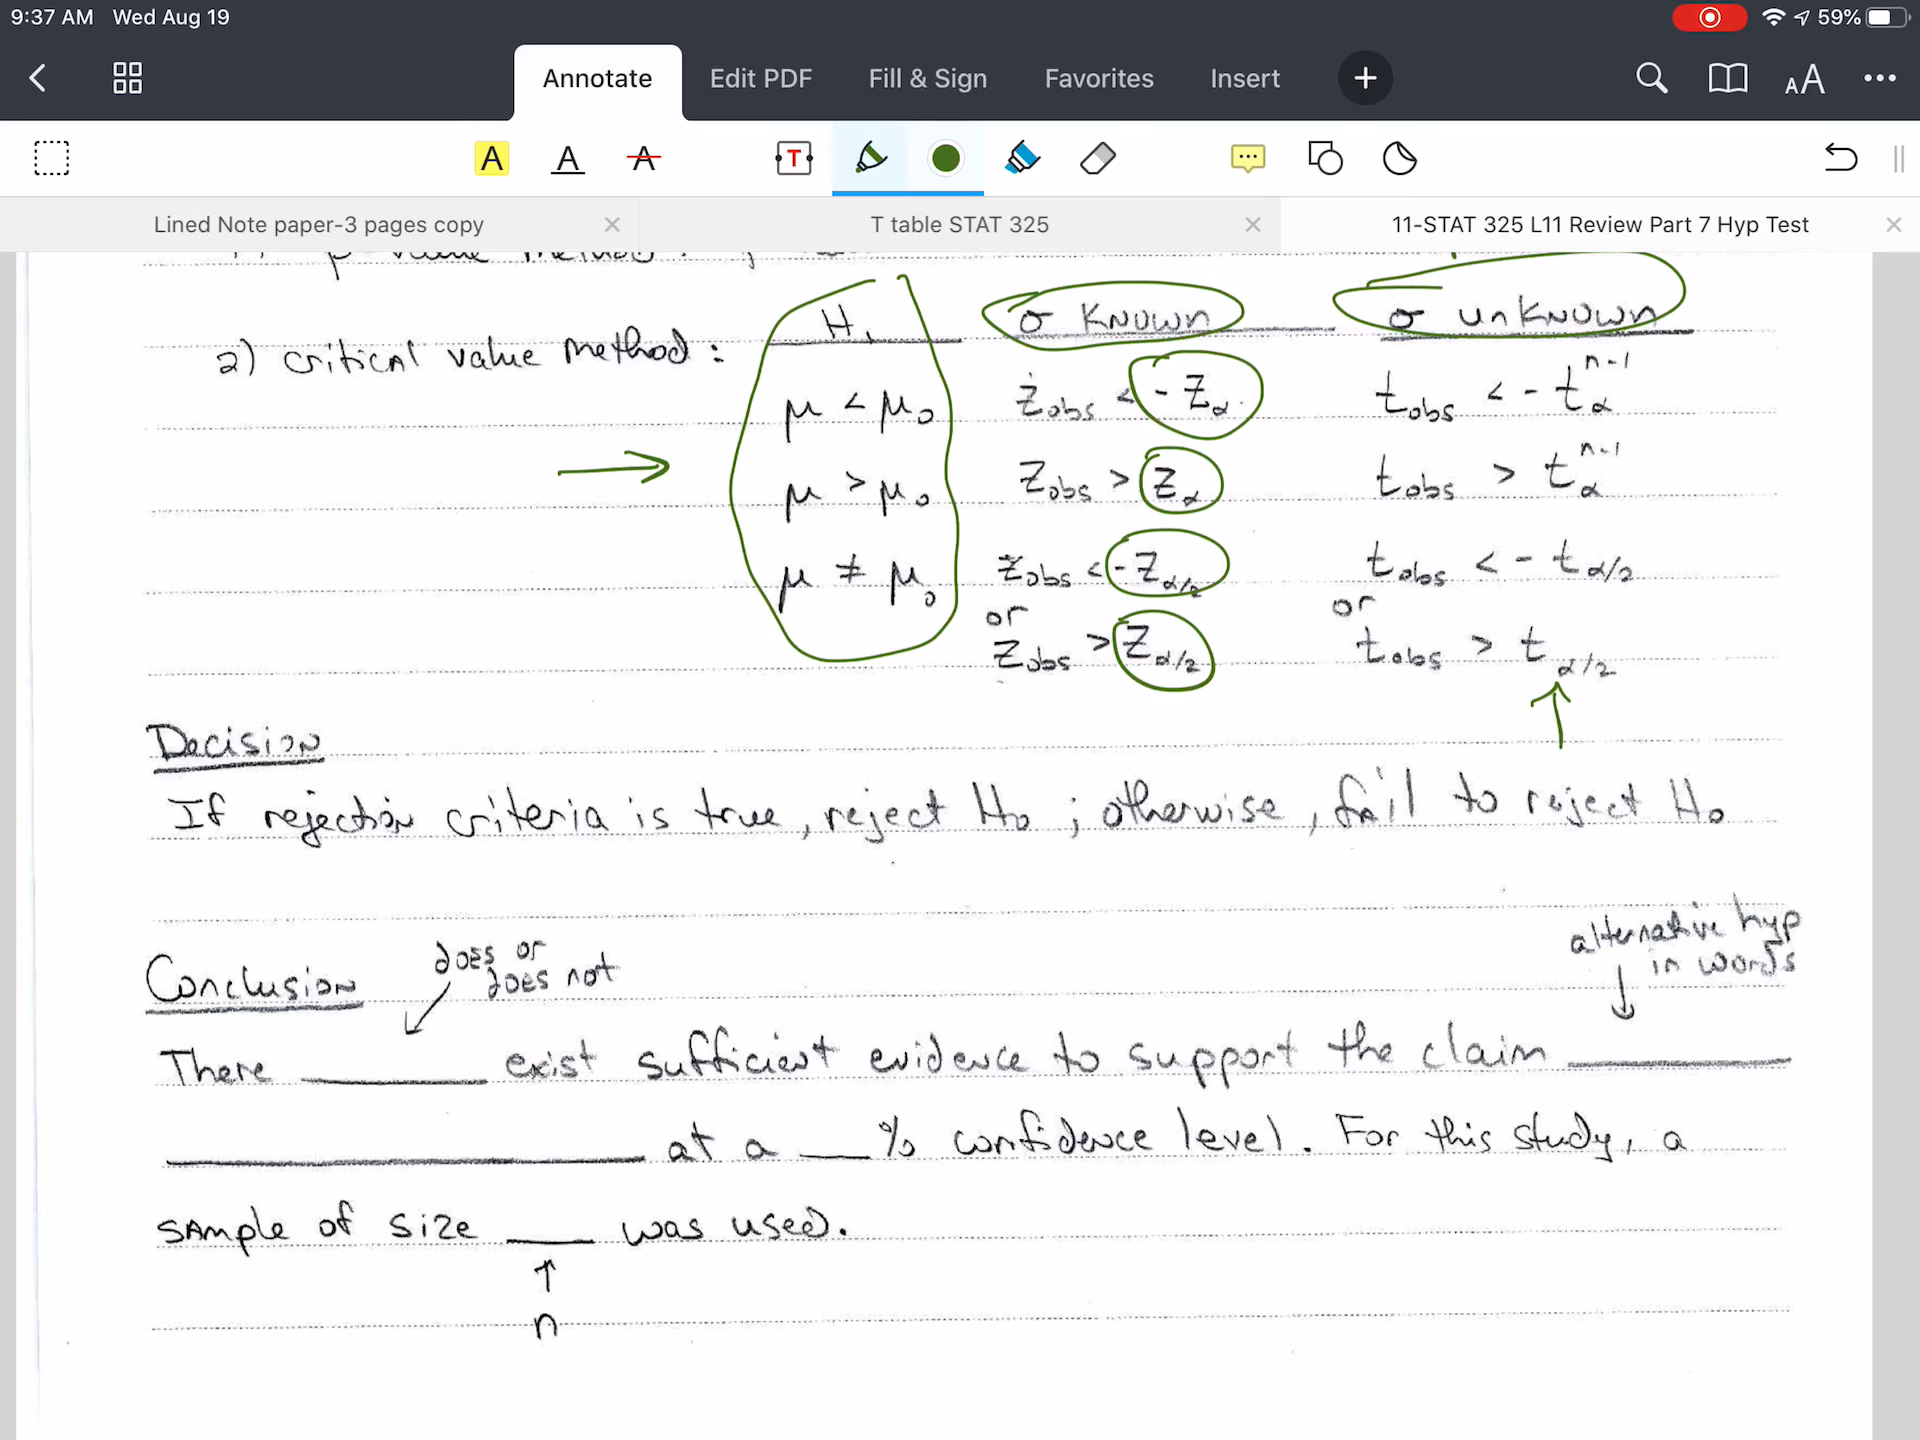 9:37 AM Wed Aug 19 59%
Annotate Edit PDF Fill & Sign Favorites Insert
Lined Note paper-3 pages copy T table STAT 325 11-STAT 325 L11 Review Part 7 Hyp Test
H₁ σ Known σ unknown
2) critical value method:
μ < μ₀ Zobs < -Zα tobs < -tα^n-1
μ > μ₀ Zobs > Zα tobs > tα^n-1
μ ≠ μ₀ Zobs < -Zα/2 tobs < -tα/2
or or
Zobs > Zα/2 tobs > tα/2
Decision
If rejection criteria is true, reject H₀; otherwise, fail to reject H₀
Conclusion
does or
does not
alternative hyp
in words
There ____ exist sufficient evidence to support the claim ____
____ at a __% confidence level. For this study, a
sample of size ___ was used.
n